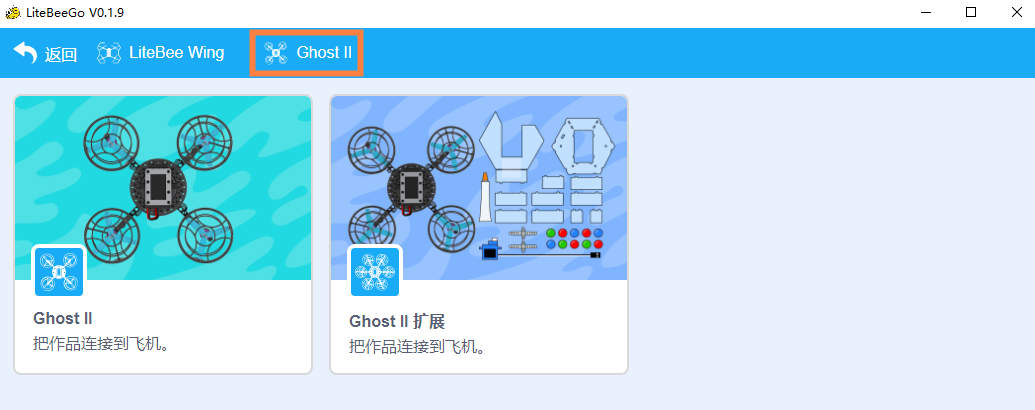 LiteBeeGo V0.1.9
返回 LiteBee Wing Ghost II
Ghost II
把作品连接到飞机。
Ghost II 扩展
把作品连接到飞机。